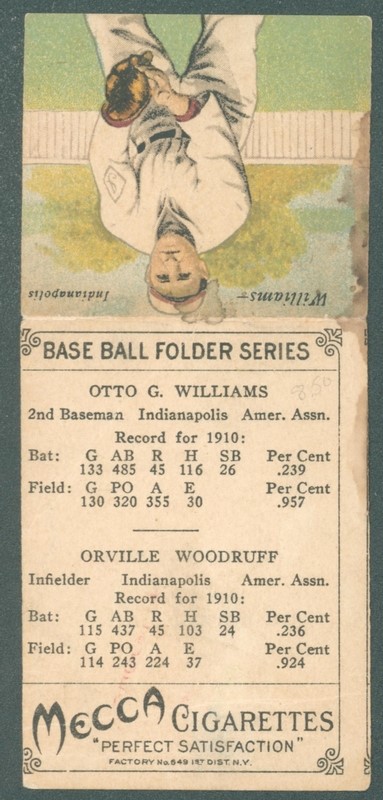 Williams-
Indianapolis
BASE BALL FOLDER SERIES
850
OTTO G. WILLIAMS
2nd Baseman Indianapolis Amer. Assn.
Record for 1910:
Bat: G AB R H SB Per Cent
133 485 45 116 26 .239
Field: G PO A E Per Cent
130 320 355 30 .957
ORVILLE WOODRUFF
Infielder Indianapolis Amer. Assn.
Record for 1910:
Bat: G AB R H SB Per Cent
115 437 45 103 24 .236
Field: G PO A E Per Cent
114 243 224 37 .924
MECCA CIGARETTES
"PERFECT SATISFACTION"
FACTORY No. 649 1ST DIST. N.Y.